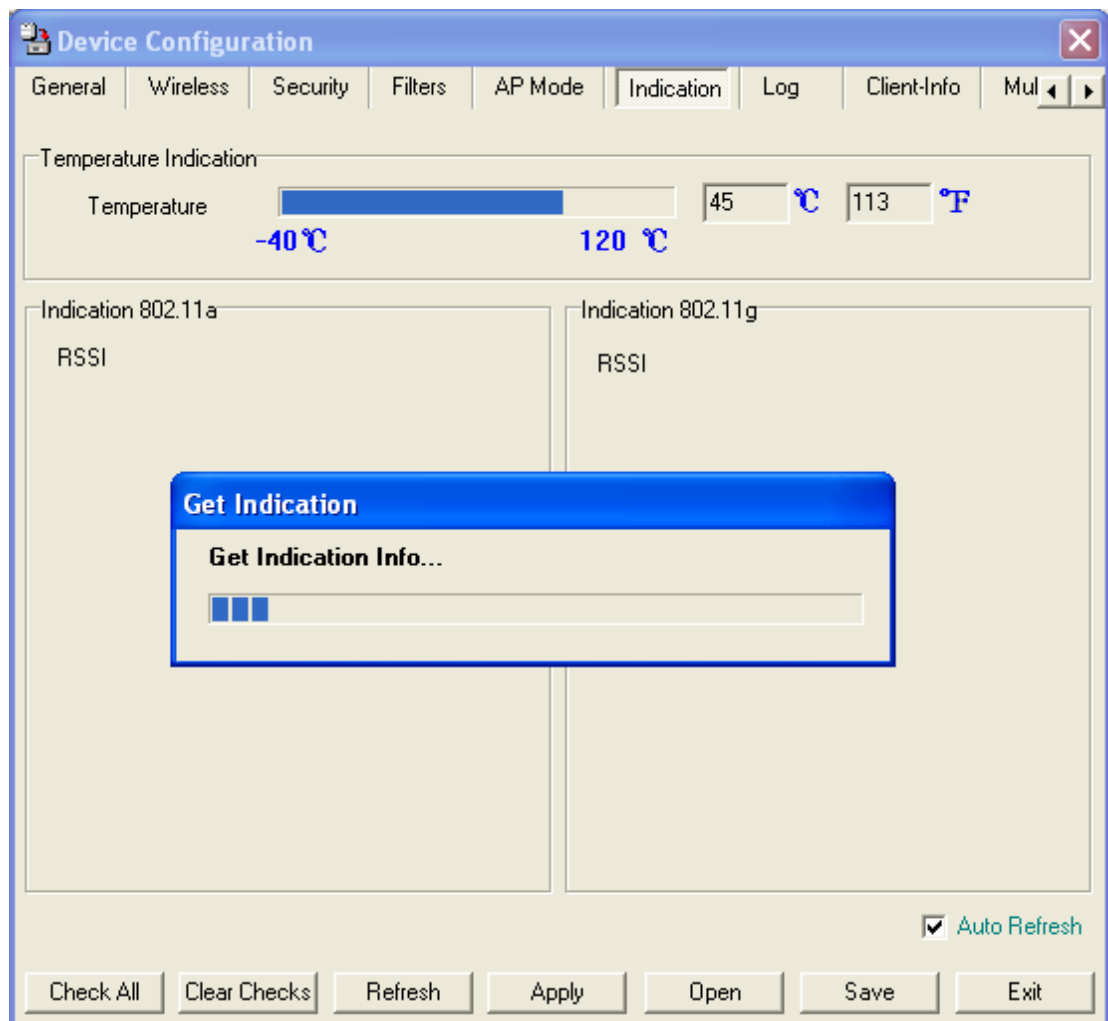 Device Configuration
General Wireless Security Filters AP Mode Indication Log Client-Info Mul
Temperature Indication
Temperature 45 °C 113 °F
-40°C 120 °C
Indication 802.11a
RSSI
Indication 802.11g
RSSI
Get Indication
Get Indication Info...
Auto Refresh
Check All Clear Checks Refresh Apply Open Save Exit